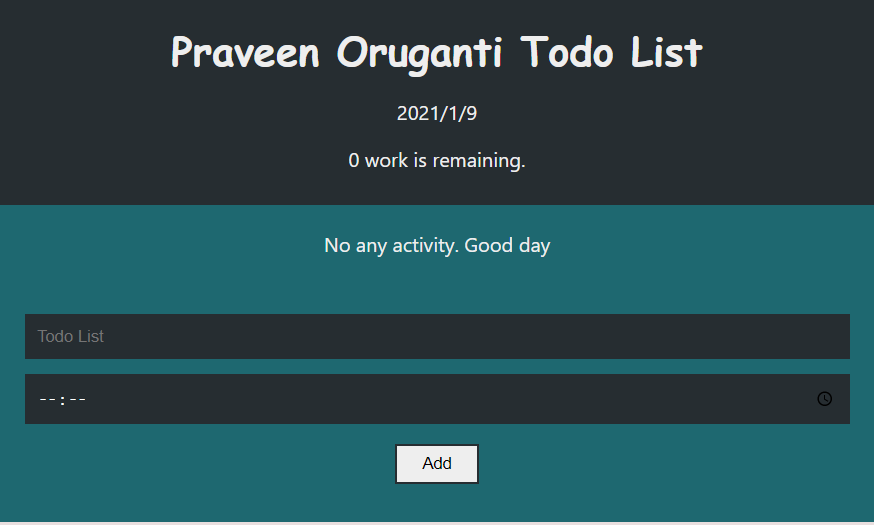 Praveen Oruganti Todo List
2021/1/9
0 work is remaining.
No any activity. Good day
Todo List
--:--
Add